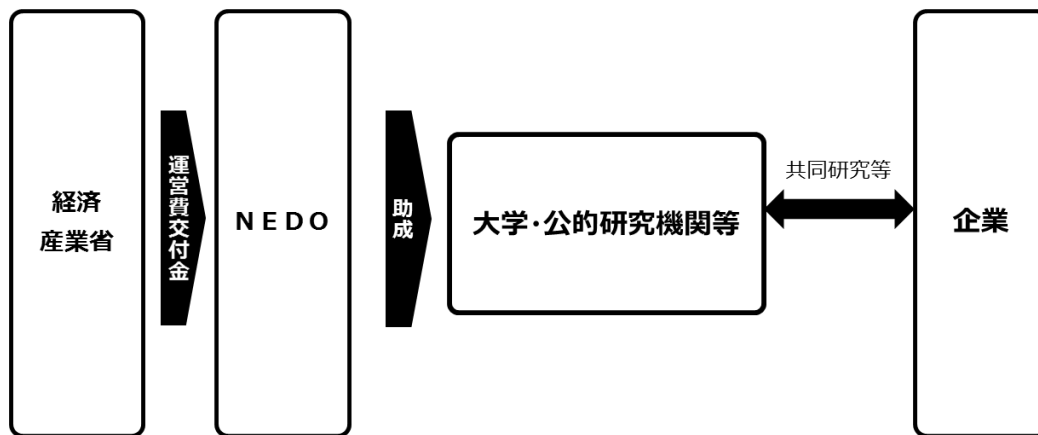 経済
産業省
運営費交付金
NEDO
助成
大学・公的研究機関等
共同研究等
企業